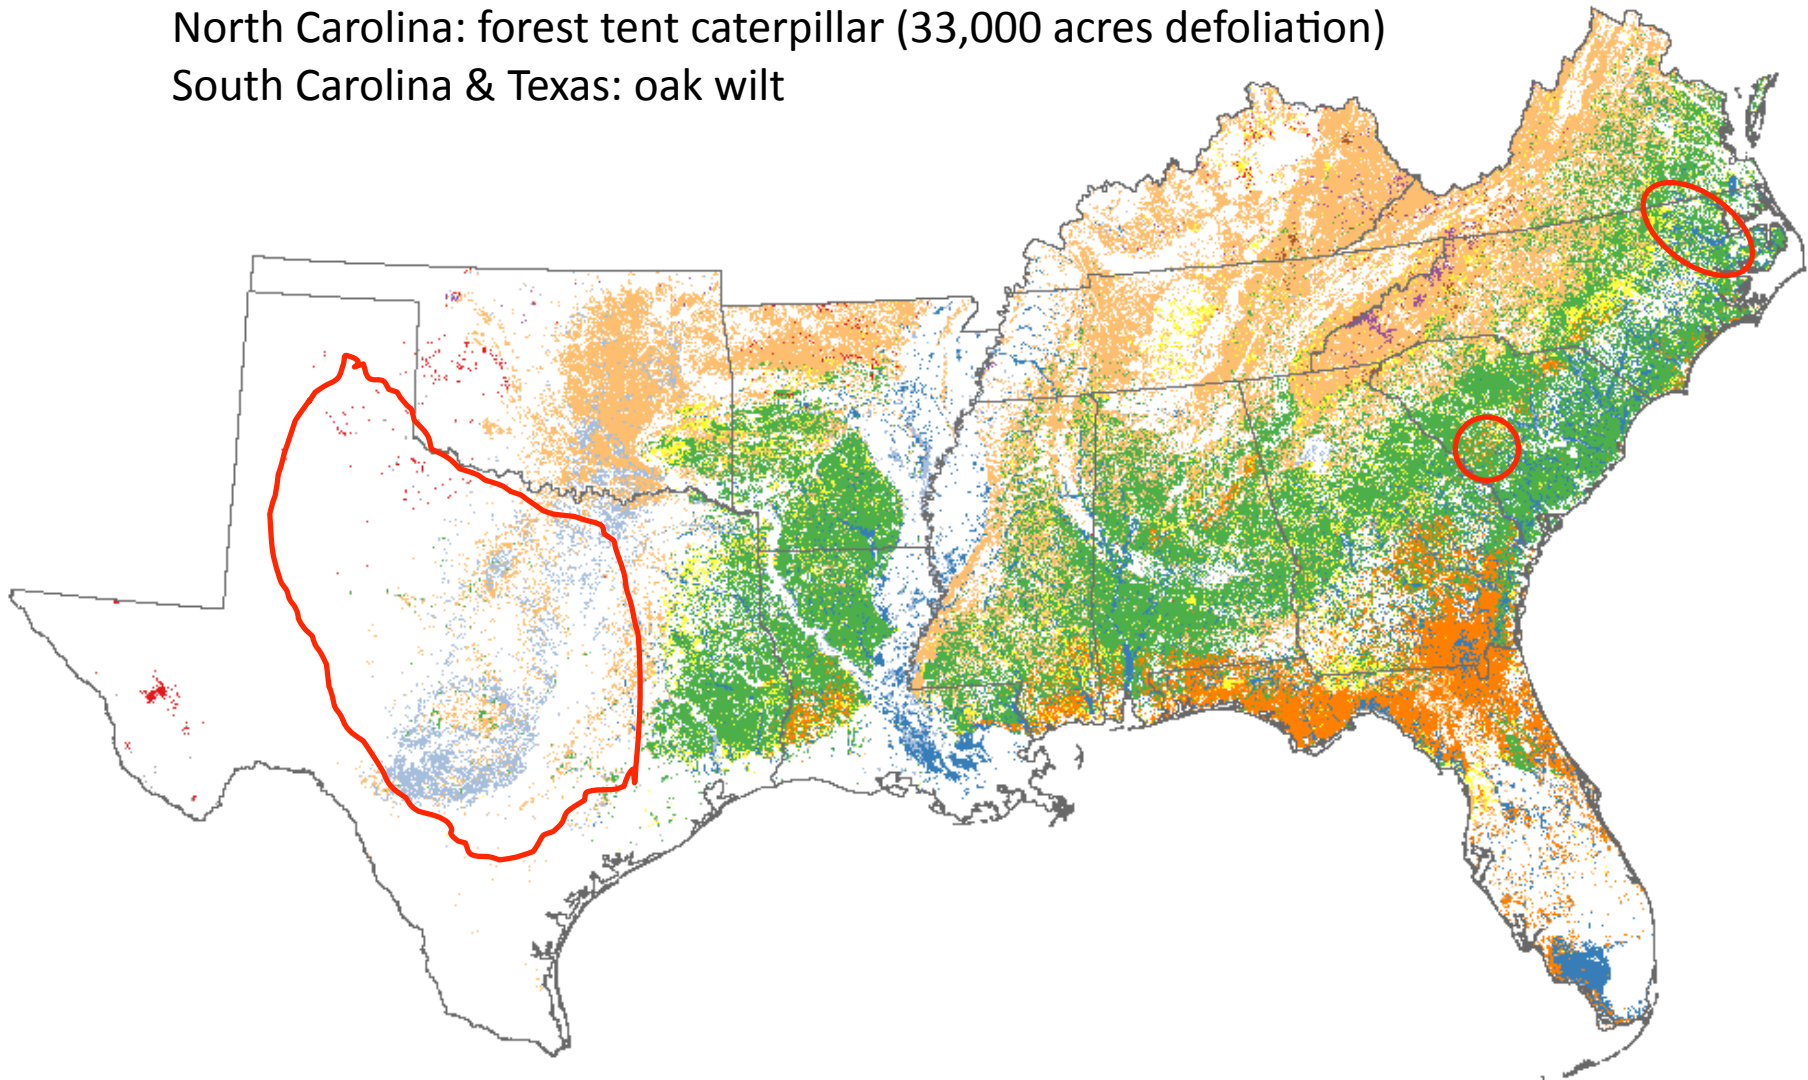 North Carolina: forest tent caterpillar (33,000 acres defoliation)
South Carolina & Texas: oak wilt